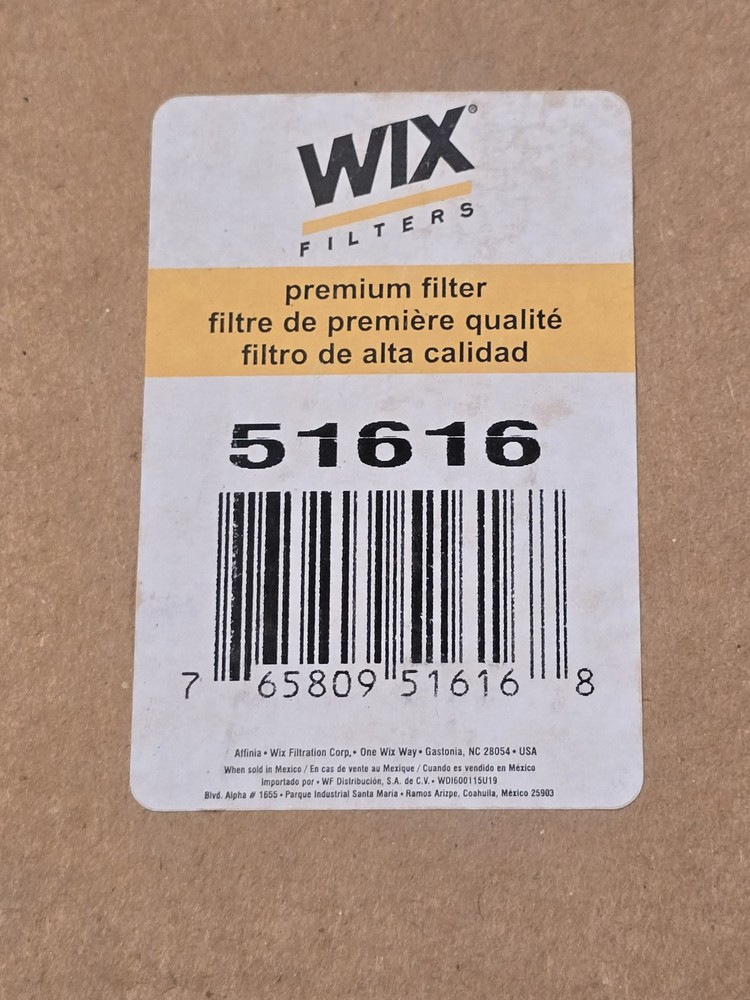 WIX®
FILTERS
premium filter
filtre de première qualité
filtro de alta calidad
51616
7 65809 51616 8
Affinia • Wix Filtration Corp. • One Wix Way • Gastonia, NC 28054 • USA
When sold in Mexico / En cas de vente au Mexique / Cuando es vendido en México
Importado por • WF Distribución, S.A. de C.V. • WDI600115U19
Blvd. Alpha # 1655 • Parque Industrial Santa Maria • Ramos Arizpe, Coahuila, México 25903